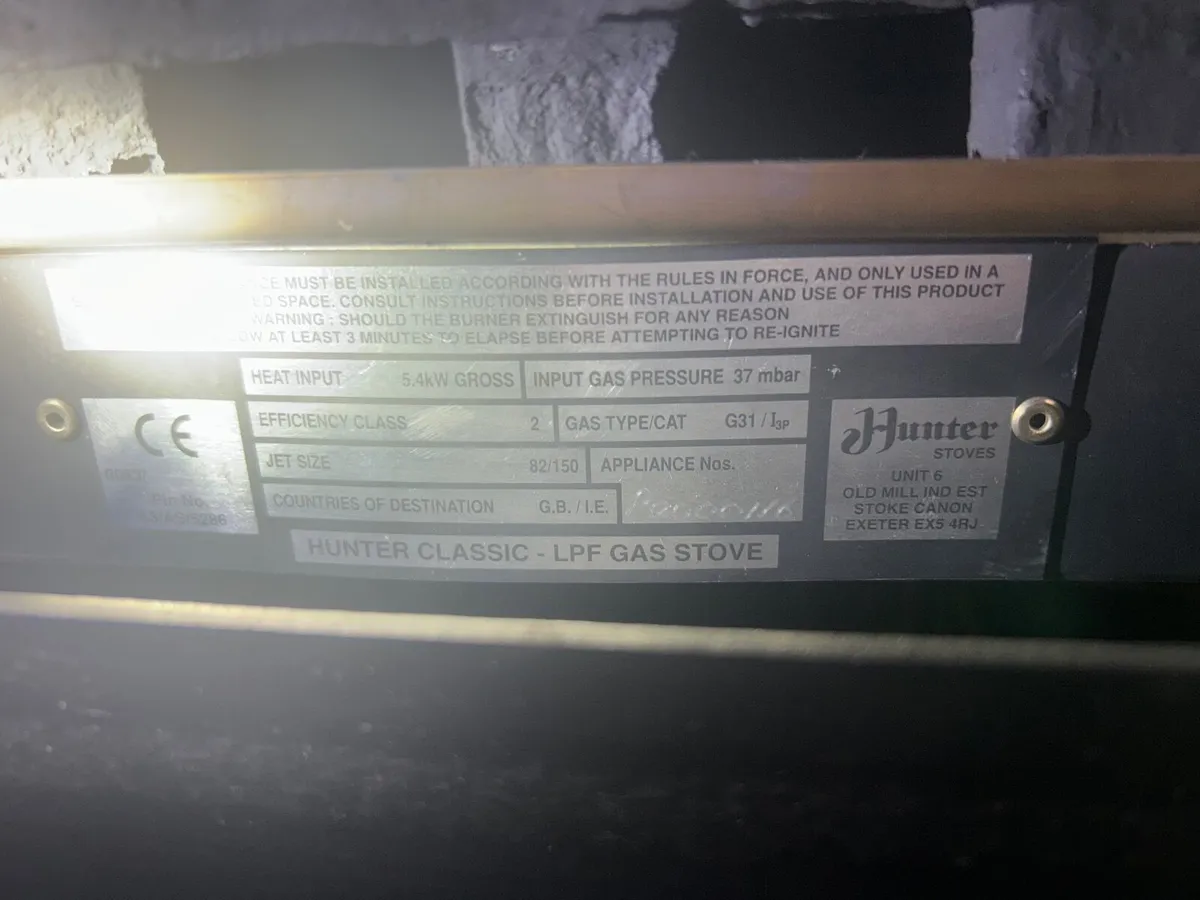 MUST BE INSTALLED ACCORDING WITH THE RULES IN FORCE, AND ONLY USED IN A
SPACE. CONSULT INSTRUCTIONS BEFORE INSTALLATION AND USE OF THIS PRODUCT
WARNING : SHOULD THE BURNER EXTINGUISH FOR ANY REASON
AT LEAST 3 MINUTES TO ELAPSE BEFORE ATTEMPTING TO RE-IGNITE
HEAT INPUT 5.4kW GROSS
INPUT GAS PRESSURE 37 mbar
EFFICIENCY CLASS 2
GAS TYPE/CAT G31 / I3P
JET SIZE 82/150
APPLIANCE Nos.
COUNTRIES OF DESTINATION G.B. / I.E.
HUNTER CLASSIC - LPF GAS STOVE
CE
Pin No
Hunter
STOVES
UNIT 6
OLD MILL IND EST
STOKE CANON
EXETER EX5 4RJ